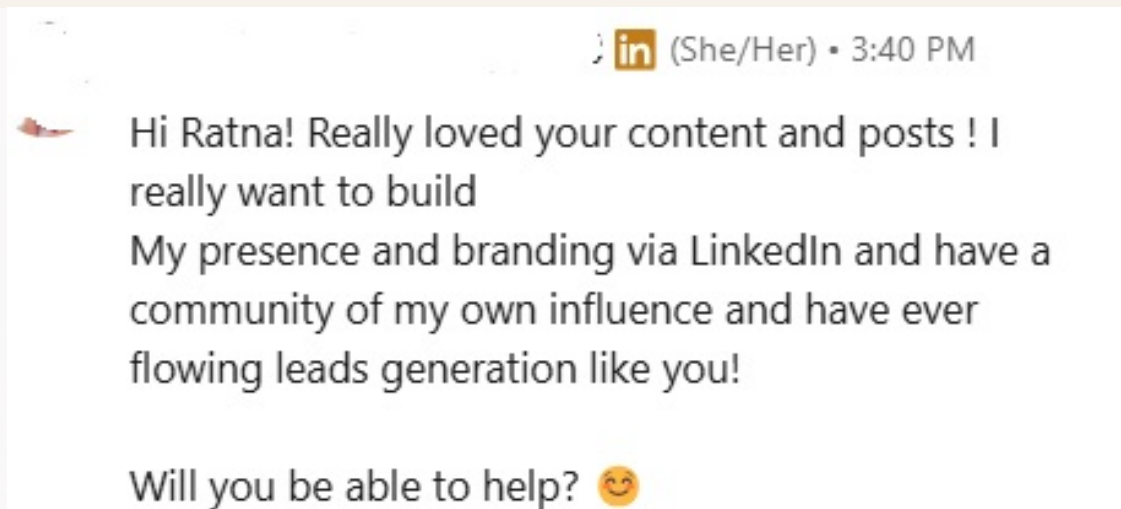 in (She/Her) • 3:40 PM
Hi Ratna! Really loved your content and posts ! I
really want to build
My presence and branding via LinkedIn and have a
community of my own influence and have ever
flowing leads generation like you!
Will you be able to help? 😊